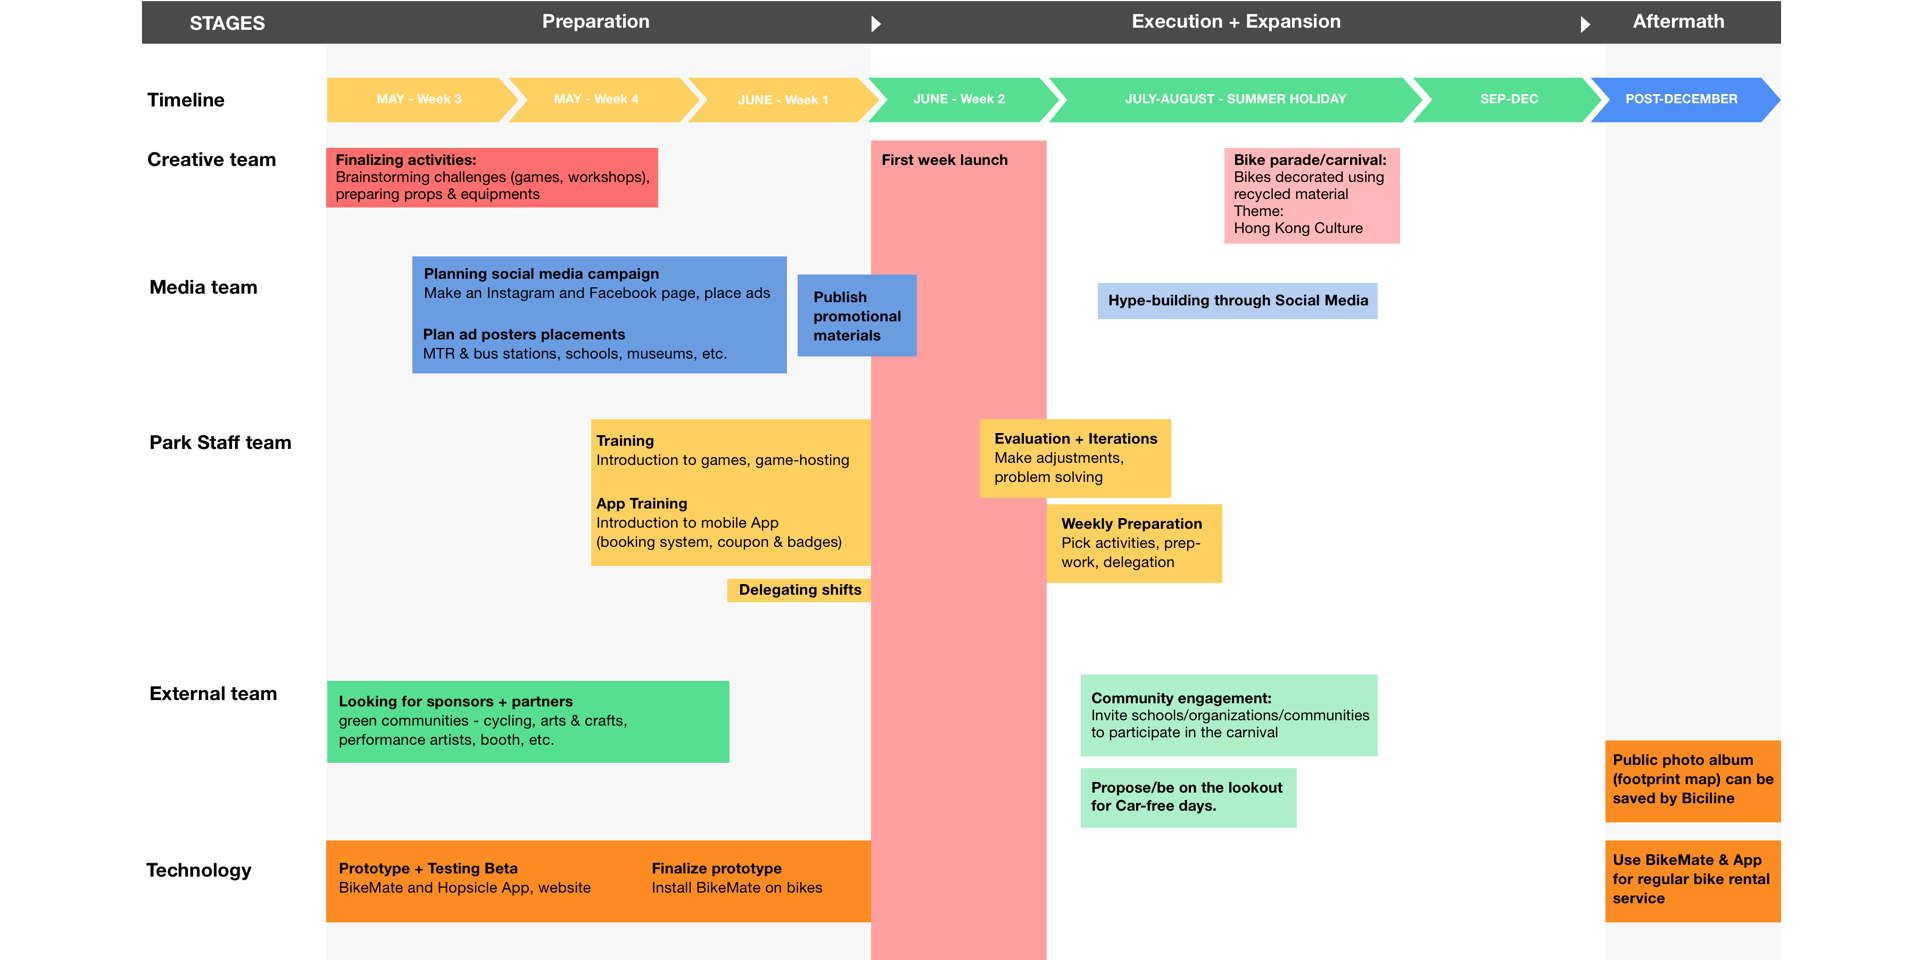 STAGES
Preparation
Execution + Expansion
Aftermath
Timeline
MAY - Week 3
MAY - Week 4
JUNE - Week 1
JUNE - Week 2
JULY-AUGUST - SUMMER HOLIDAY
SEP-DEC
POST-DECEMBER
Creative team
Finalizing activities:
Brainstorming challenges (games, workshops),
preparing props & equipments
First week launch
Bike parade/carnival:
Bikes decorated using
recycled material
Theme:
Hong Kong Culture
Media team
Planning social media campaign
Make an Instagram and Facebook page, place ads
Plan ad posters placements
MTR & bus stations, schools, museums, etc.
Publish
promotional
materials
Hype-building through Social Media
Park Staff team
Training
Introduction to games, game-hosting
App Training
Introduction to mobile App
(booking system, coupon & badges)
Delegating shifts
Evaluation + Iterations
Make adjustments,
problem solving
Weekly Preparation
Pick activities, prep-
work, delegation
External team
Looking for sponsors + partners
green communities - cycling, arts & crafts,
performance artists, booth, etc.
Community engagement:
Invite schools/organizations/communities
to participate in the carnival
Propose/be on the lookout
for Car-free days.
Public photo album
(footprint map) can be
saved by Biciline
Technology
Prototype + Testing Beta
BikeMate and Hopsicle App, website
Finalize prototype
Install BikeMate on bikes
Use BikeMate & App
for regular bike rental
service